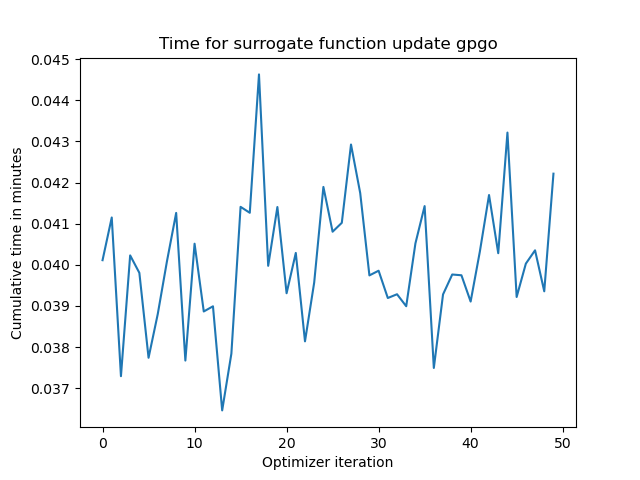 Time for surrogate function update gpgo
0.045
0.044
0.043
0.042
0.041
0.040
0.039
0.038
0.037
Cumulative time in minutes
0 10 20 30 40 50
Optimizer iteration